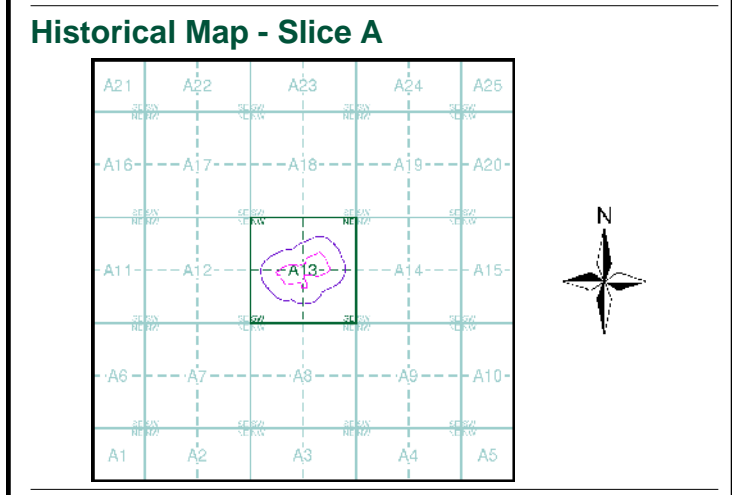 Historical Map - Slice A
A21 A22 A23 A24 A25
A16 A17 A18 A19 A20
N
A11 A12 A13 A14 A15
A6 A7 A8 A9 A10
A1 A2 A3 A4 A5